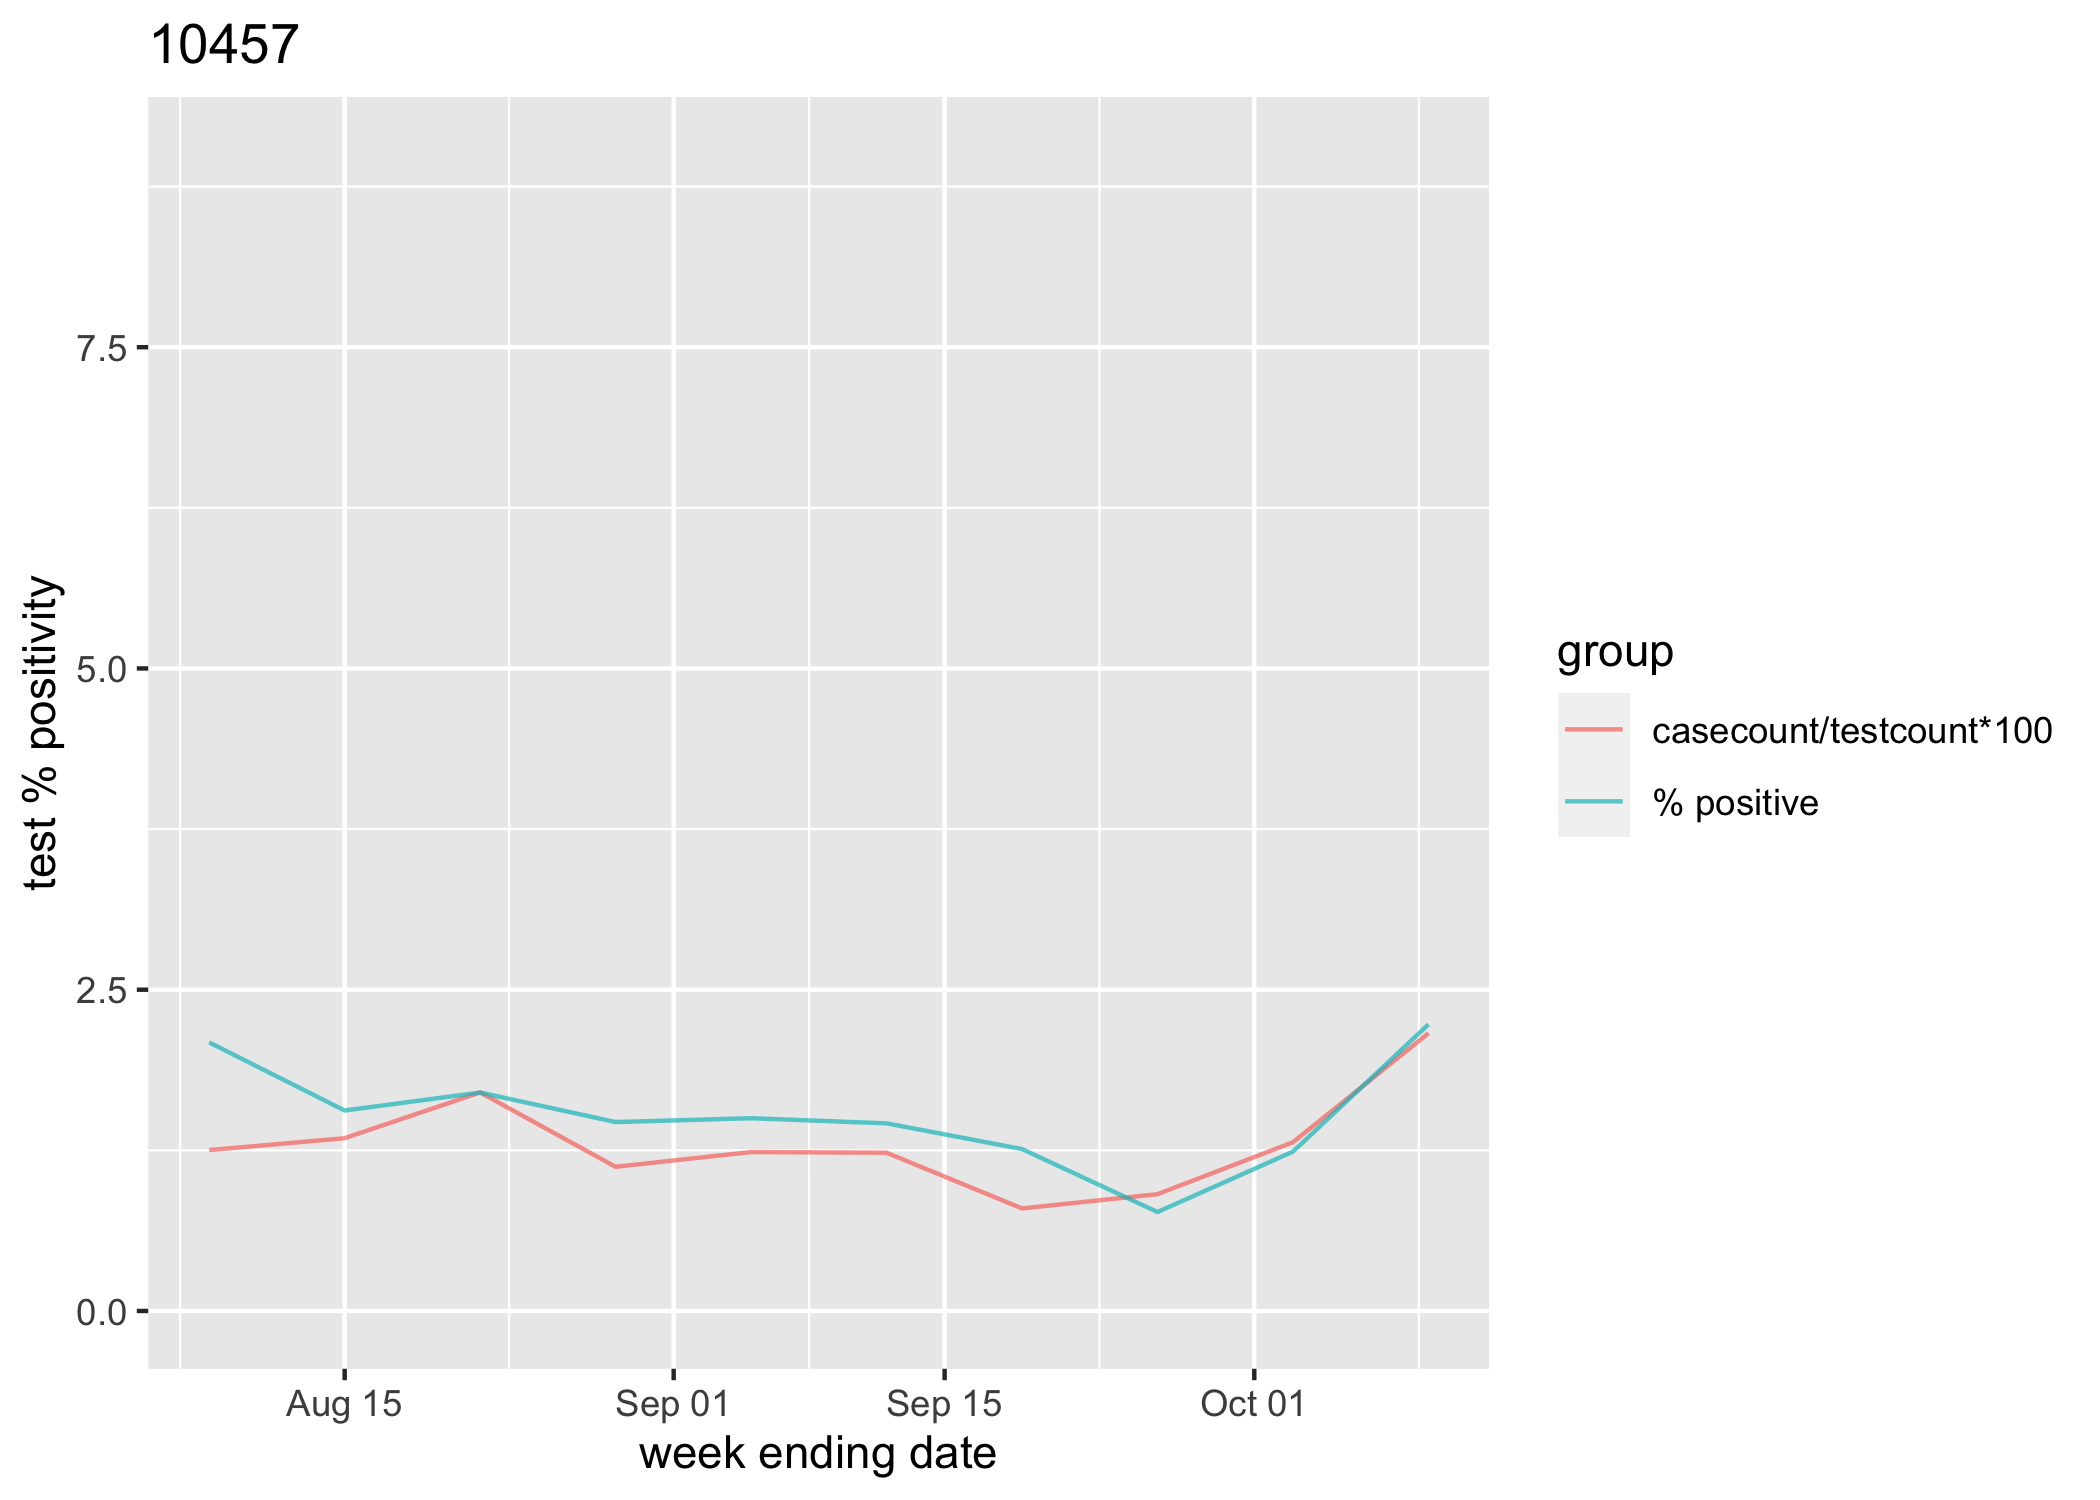 10457
test % positivity
7.5
5.0
2.5
0.0
Aug 15
Sep 01
Sep 15
Oct 01
week ending date
group
casecount/testcount*100
% positive